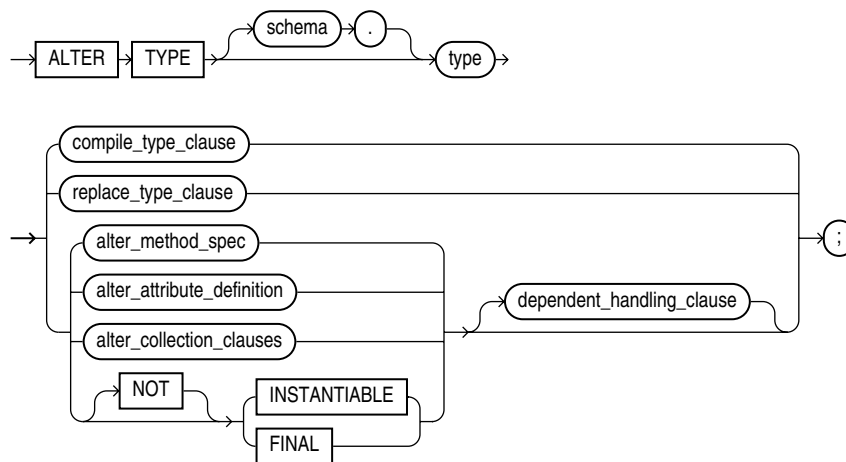 ALTER TYPE schema . type
compile_type_clause
replace_type_clause
alter_method_spec
alter_attribute_definition
alter_collection_clauses
NOT
INSTANTIABLE
FINAL
dependent_handling_clause
;